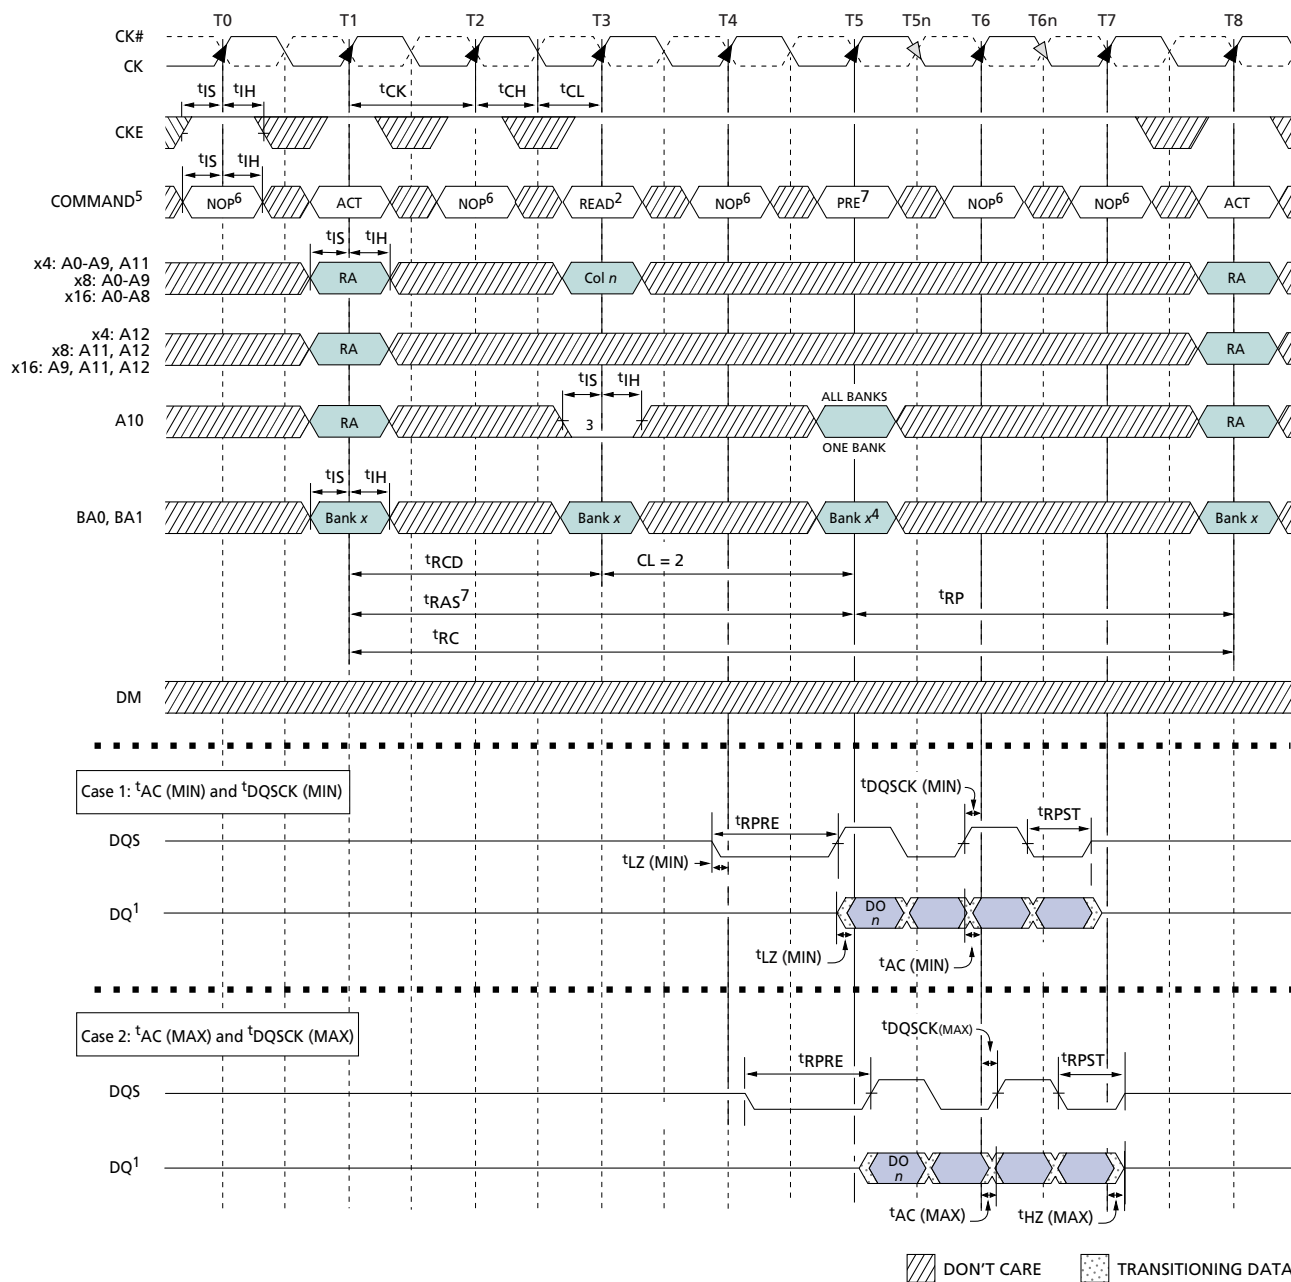 T0 T1 T2 T3 T4 T5 T5n T6 T6n T7 T8
CK#
CK
tIS tIH tCK tCH tCL
CKE
tIS tIH
COMMAND5 NOP6 ACT NOP6 READ2 NOP6 PRE7 NOP6 NOP6 ACT
tIS tIH
x4: A0-A9, A11
x8: A0-A9
x16: A0-A8
RA Col n RA
x4: A12
x8: A11, A12
x16: A9, A11, A12
RA RA
tIS tIH
ALL BANKS
A10 RA 3 RA
ONE BANK
tIS tIH
BA0, BA1 Bank x Bank x Bank x4 Bank x
tRCD CL = 2
tRAS7 tRP
tRC
DM
Case 1: tAC (MIN) and tDQSCK (MIN)
tDQSCK (MIN)
tRPRE tRPST
DQS
tLZ (MIN)
DQ1 DO
n
tLZ (MIN) tAC (MIN)
Case 2: tAC (MAX) and tDQSCK (MAX)
tDQSCK(MAX)
tRPRE tRPST
DQS
DQ1 DO
n
tAC (MAX) tHZ (MAX)
DON'T CARE TRANSITIONING DATA